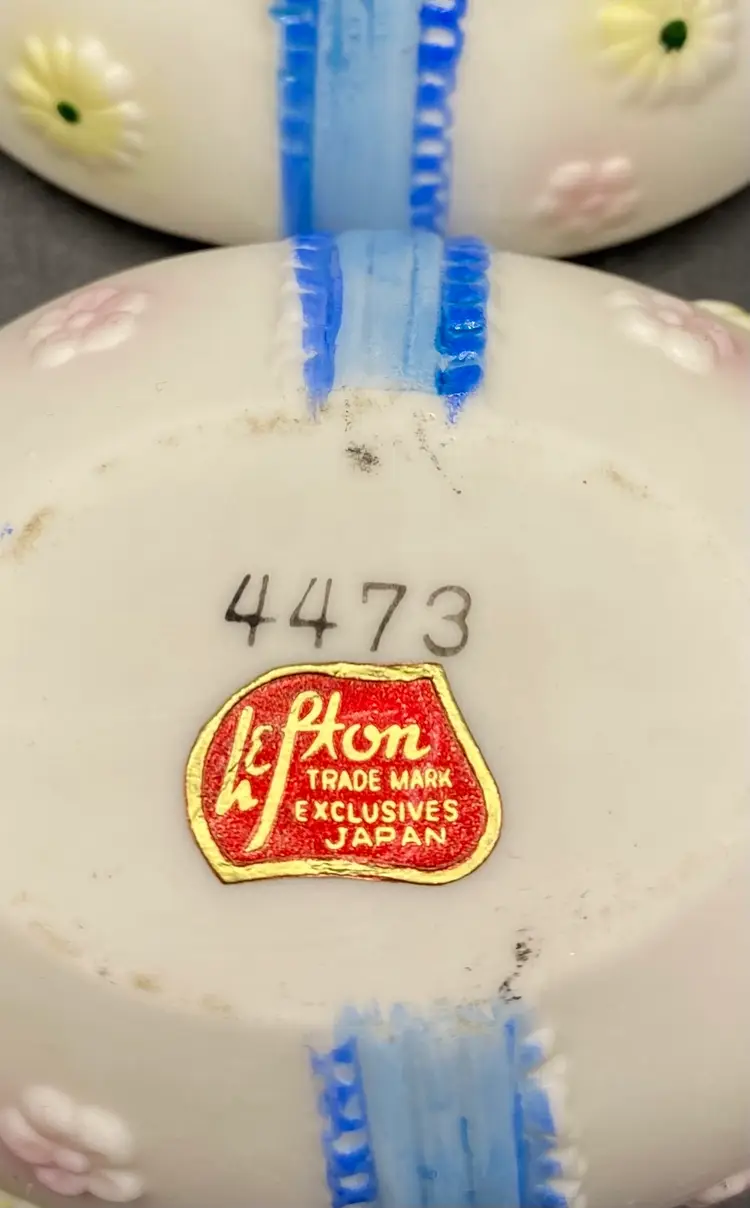 4473
Lefton
TRADE MARK
EXCLUSIVES
JAPAN